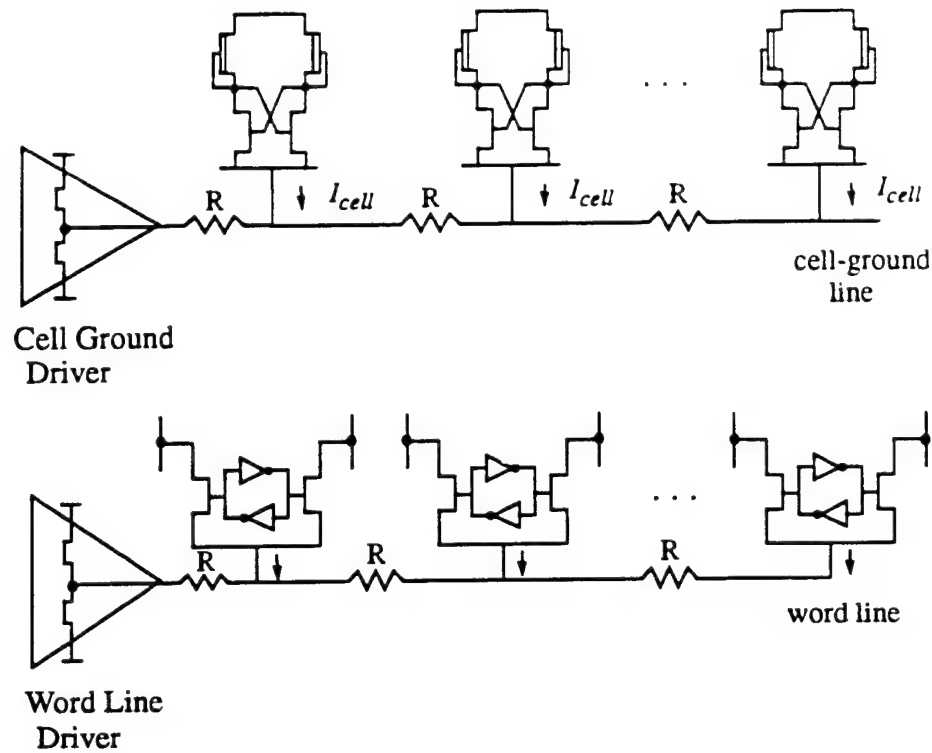 . . .
R
I_cell
R
I_cell
R
I_cell
cell-ground
line
Cell Ground
Driver
. . .
R
R
R
word line
Word Line
Driver